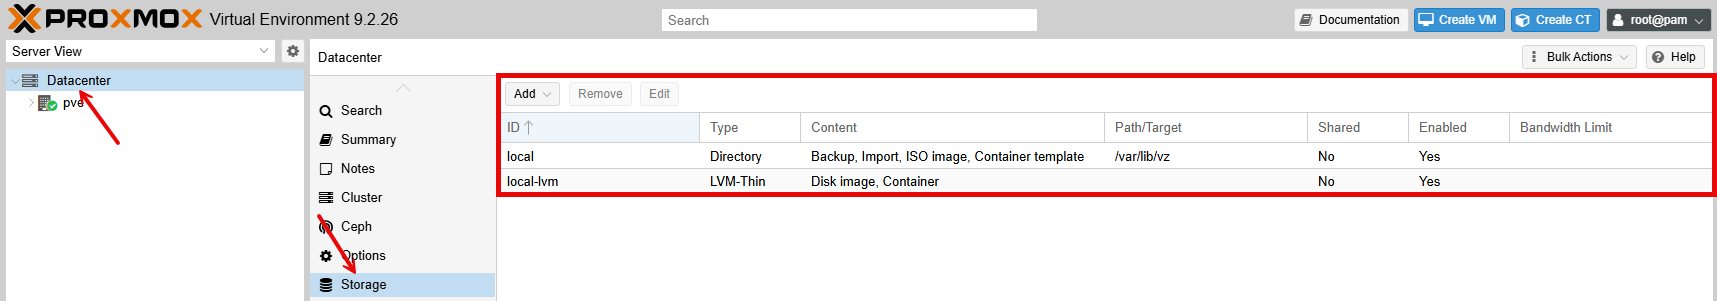 PROXMOX Virtual Environment 9.2.26 Search Documentation Create VM Create CT root@pam
Server View
Datacenter
pve
Datacenter Bulk Actions Help
Search
Summary
Notes
Cluster
Ceph
Options
Storage
Add Remove Edit
ID Type Content Path/Target Shared Enabled Bandwidth Limit
local Directory Backup, Import, ISO image, Container template /var/lib/vz No Yes
local-lvm LVM-Thin Disk image, Container No Yes